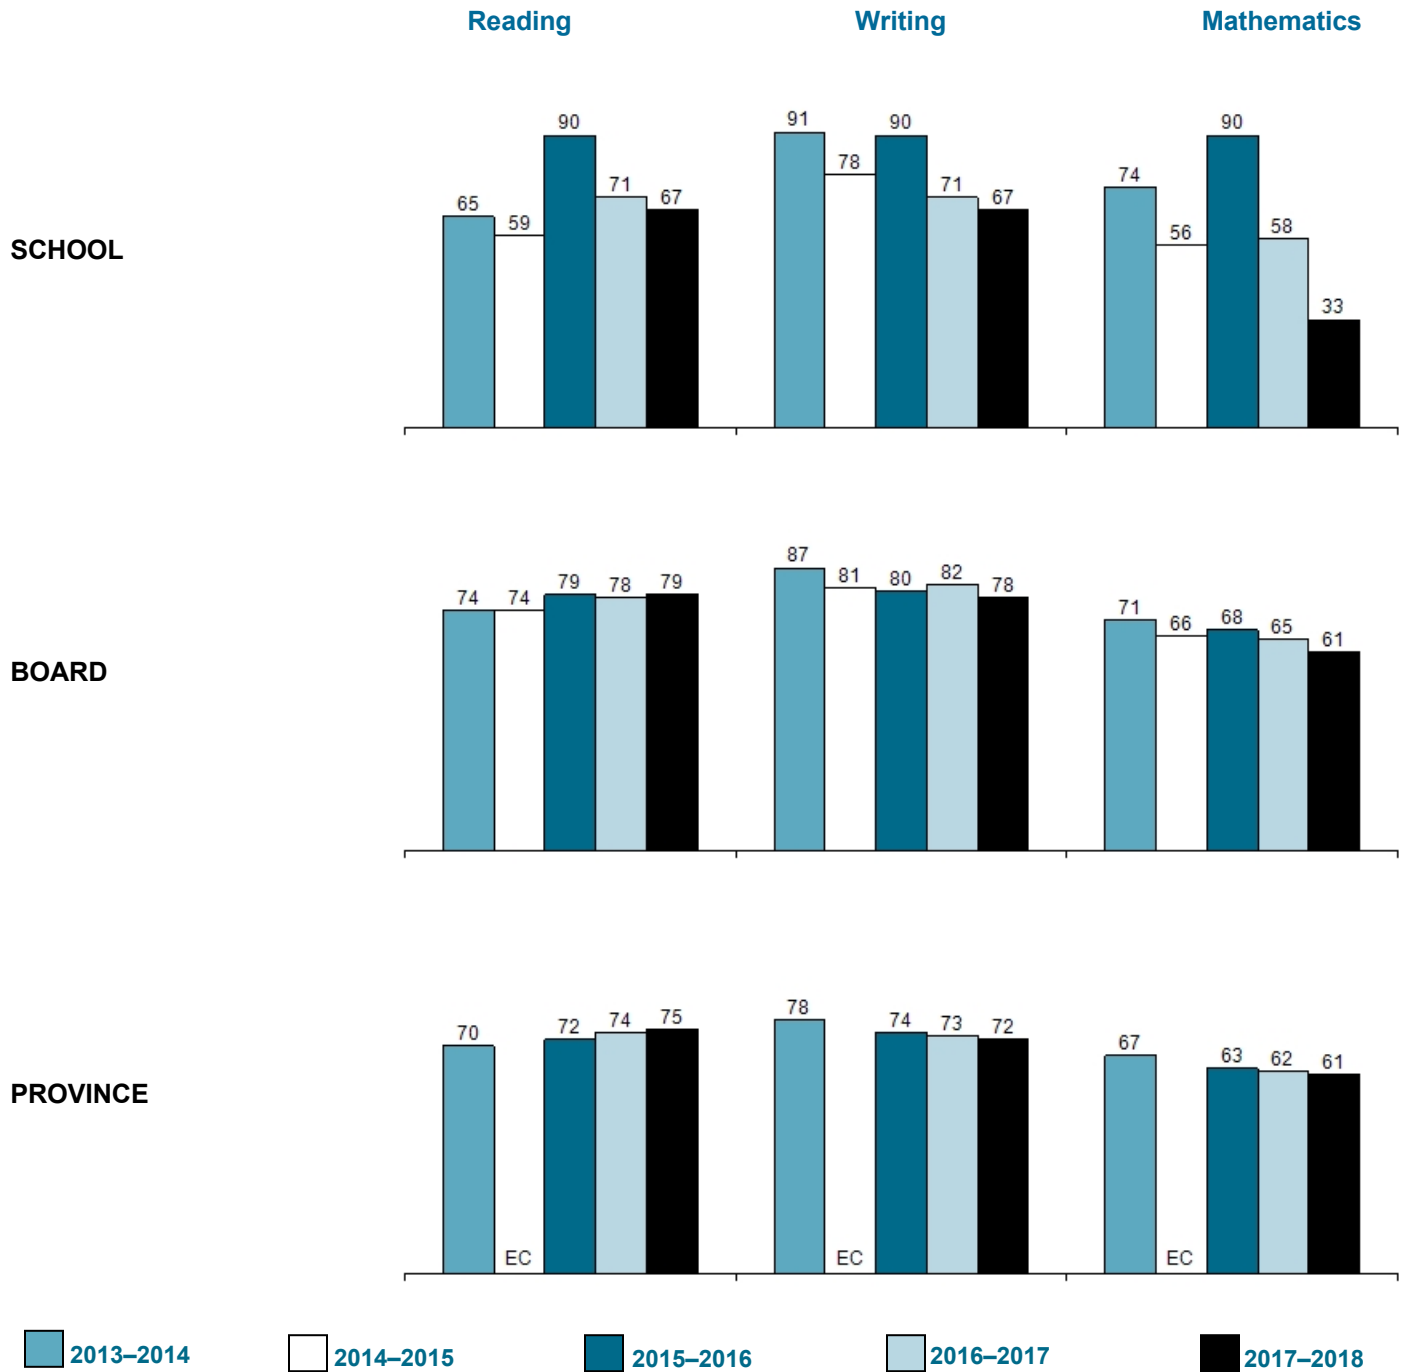 Reading Writing Mathematics
SCHOOL
65 59 90 71 67
91 78 90 71 67
74 56 90 58 33
BOARD
74 74 79 78 79
87 81 80 82 78
71 66 68 65 61
PROVINCE
70 EC 72 74 75
78 EC 74 73 72
67 EC 63 62 61
2013–2014 2014–2015 2015–2016 2016–2017 2017–2018